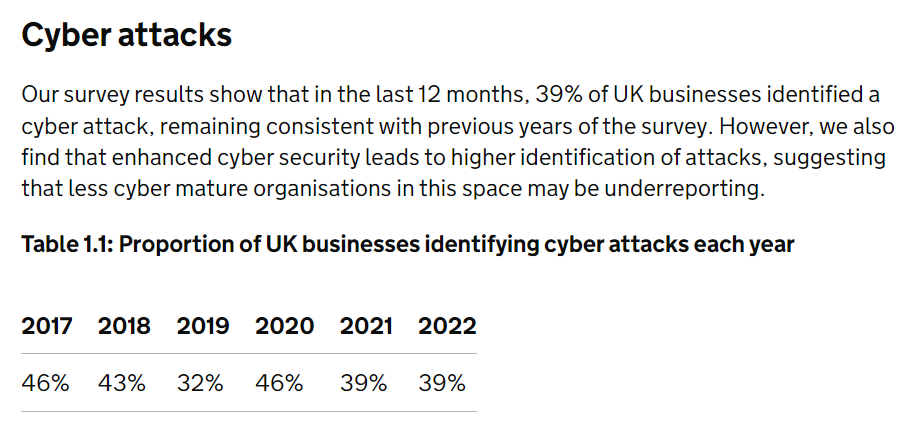 Cyber attacks
Our survey results show that in the last 12 months, 39% of UK businesses identified a
cyber attack, remaining consistent with previous years of the survey. However, we also
find that enhanced cyber security leads to higher identification of attacks, suggesting
that less cyber mature organisations in this space may be underreporting.
Table 1.1: Proportion of UK businesses identifying cyber attacks each year
2017 2018 2019 2020 2021 2022
46% 43% 32% 46% 39% 39%